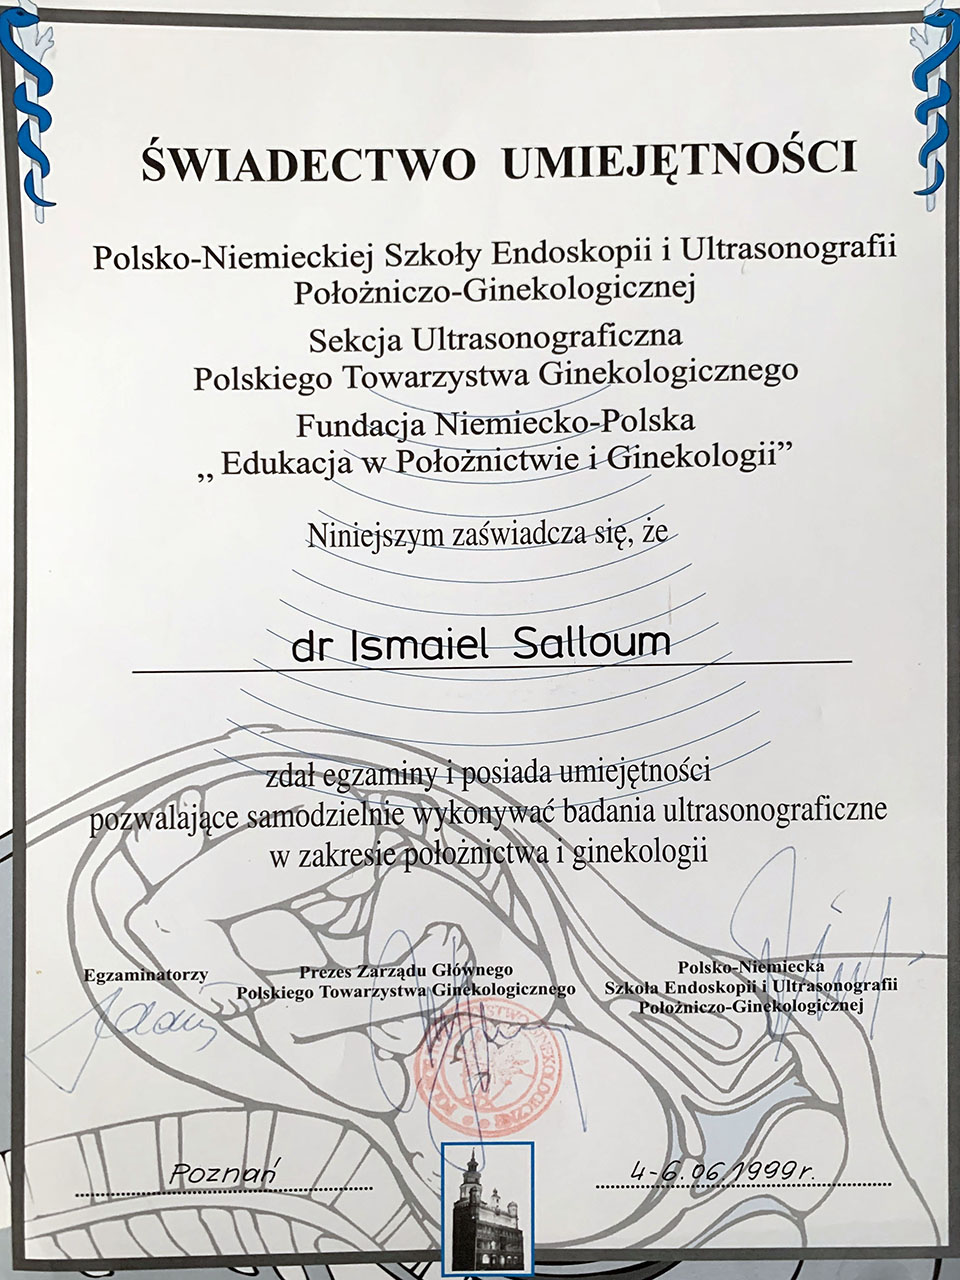 ŚWIADECTWO UMIEJĘTNOŚCI
Polsko-Niemieckiej Szkoły Endoskopii i Ultrasonografii
Położniczo-Ginekologicznej
Sekcja Ultrasonograficzna
Polskiego Towarzystwa Ginekologicznego
Fundacja Niemiecko-Polska
,, Edukacja w Położnictwie i Ginekologii”
Niniejszym zaświadcza się, że
dr Ismaiel Salloum
zdał egzaminy i posiada umiejętności
pozwalające samodzielnie wykonywać badania ultrasonograficzne
w zakresie położnictwa i ginekologii
Egzaminatorzy
Prezes Zarządu Głównego
Polskiego Towarzystwa Ginekologicznego
Polsko-Niemiecka
Szkoła Endoskopii i Ultrasonografii
Położniczo-Ginekologicznej
Poznań
4-6.06.1999r.